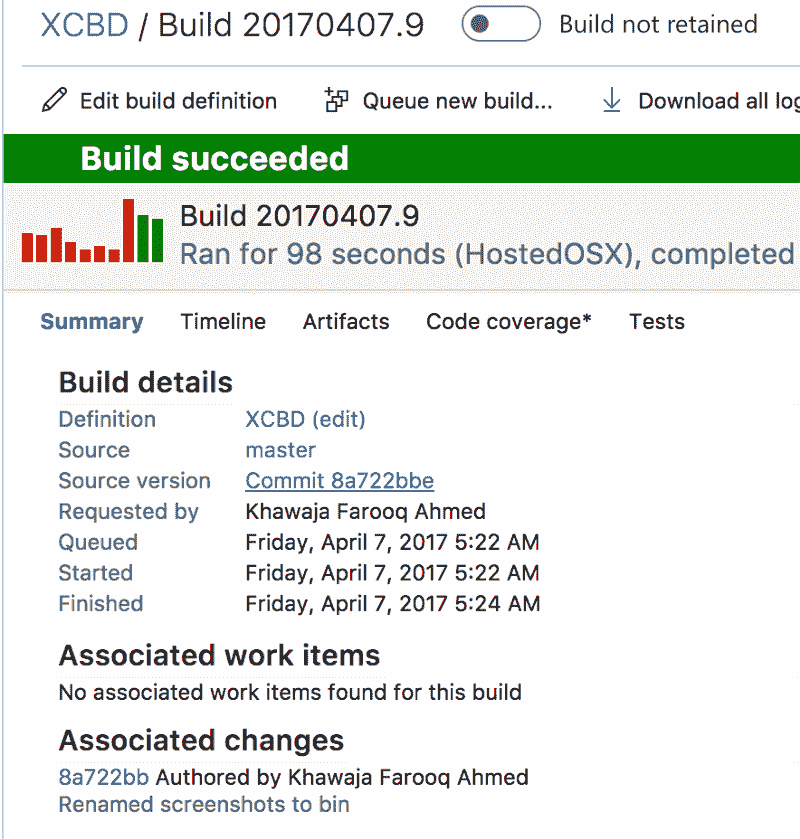 XCBD / Build 20170407.9 Build not retained
Edit build definition Queue new build... Download all log
Build succeeded
Build 20170407.9
Ran for 98 seconds (HostedOSX), completed
Summary Timeline Artifacts Code coverage* Tests
Build details
Definition XCBD (edit)
Source master
Source version Commit 8a722bbe
Requested by Khawaja Farooq Ahmed
Queued Friday, April 7, 2017 5:22 AM
Started Friday, April 7, 2017 5:22 AM
Finished Friday, April 7, 2017 5:24 AM
Associated work items
No associated work items found for this build
Associated changes
8a722bb Authored by Khawaja Farooq Ahmed
Renamed screenshots to bin